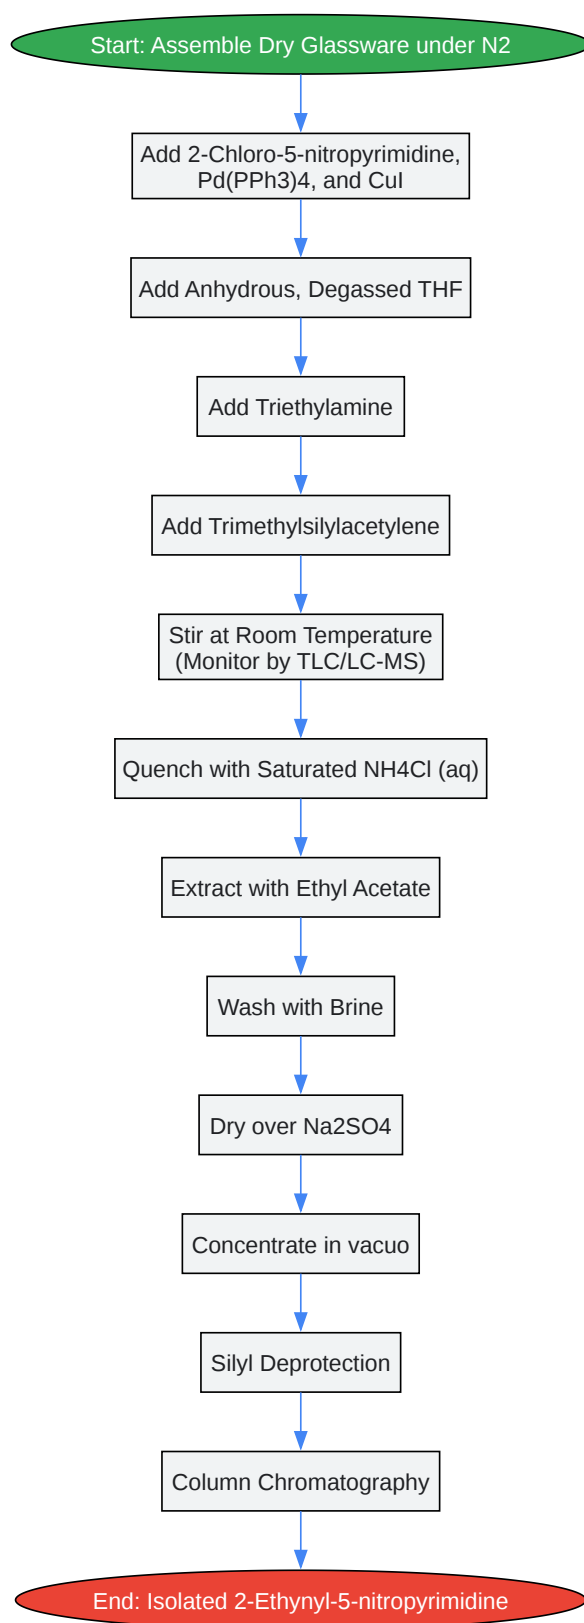 Start: Assemble Dry Glassware under N2
Add 2-Chloro-5-nitropyrimidine,
Pd(PPh3)4, and CuI
Add Anhydrous, Degassed THF
Add Triethylamine
Add Trimethylsilylacetylene
Stir at Room Temperature
(Monitor by TLC/LC-MS)
Quench with Saturated NH4Cl (aq)
Extract with Ethyl Acetate
Wash with Brine
Dry over Na2SO4
Concentrate in vacuo
Silyl Deprotection
Column Chromatography
End: Isolated 2-Ethynyl-5-nitropyrimidine